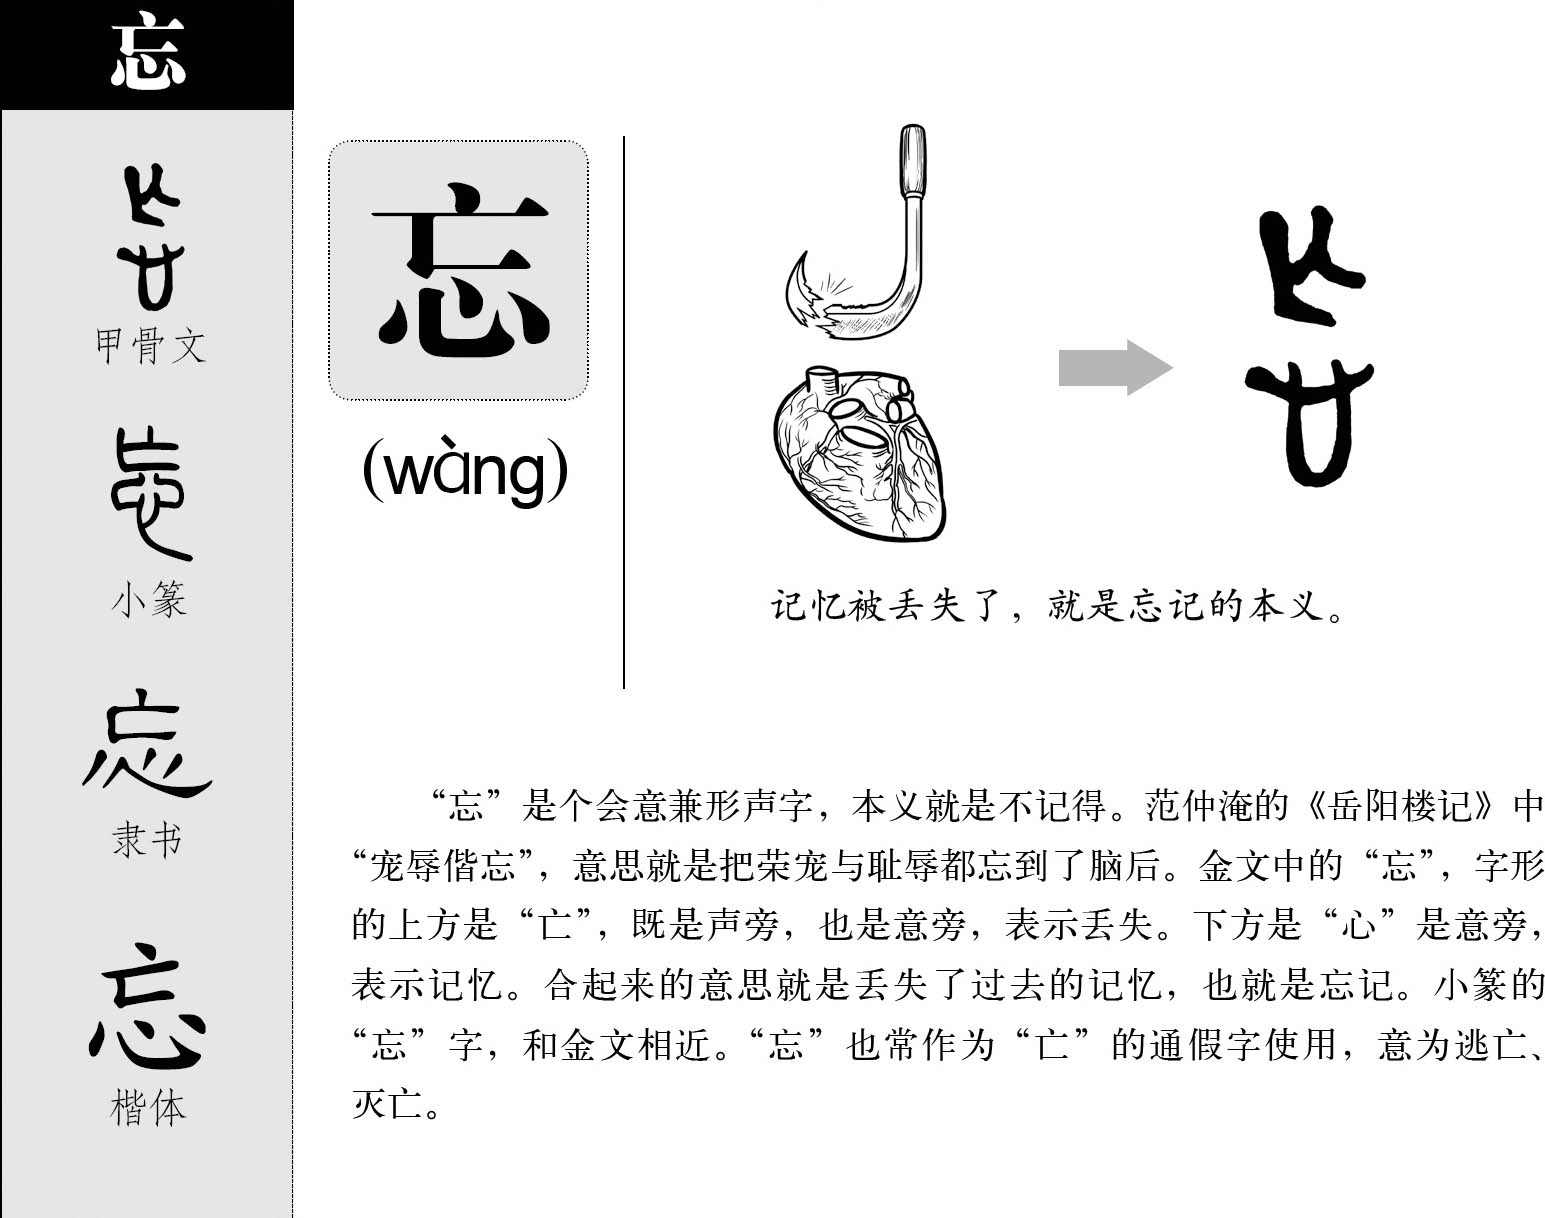 忘
甲骨文
小篆
隶书
楷体
忘
(wàng)
记忆被丢失了，就是忘记的本义。
“忘”是个会意兼形声字，本义就是不记得。范仲淹的《岳阳楼记》中
“宠辱偕忘”，意思就是把荣宠与耻辱都忘到了脑后。金文中的“忘”，字形
的上方是“亡”，既是声旁，也是意旁，表示丢失。下方是“心”是意旁，
表示记忆。合起来的意思就是丢失了过去的记忆，也就是忘记。小篆的
“忘”字，和金文相近。“忘”也常作为“亡”的通假字使用，意为逃亡、
灭亡。